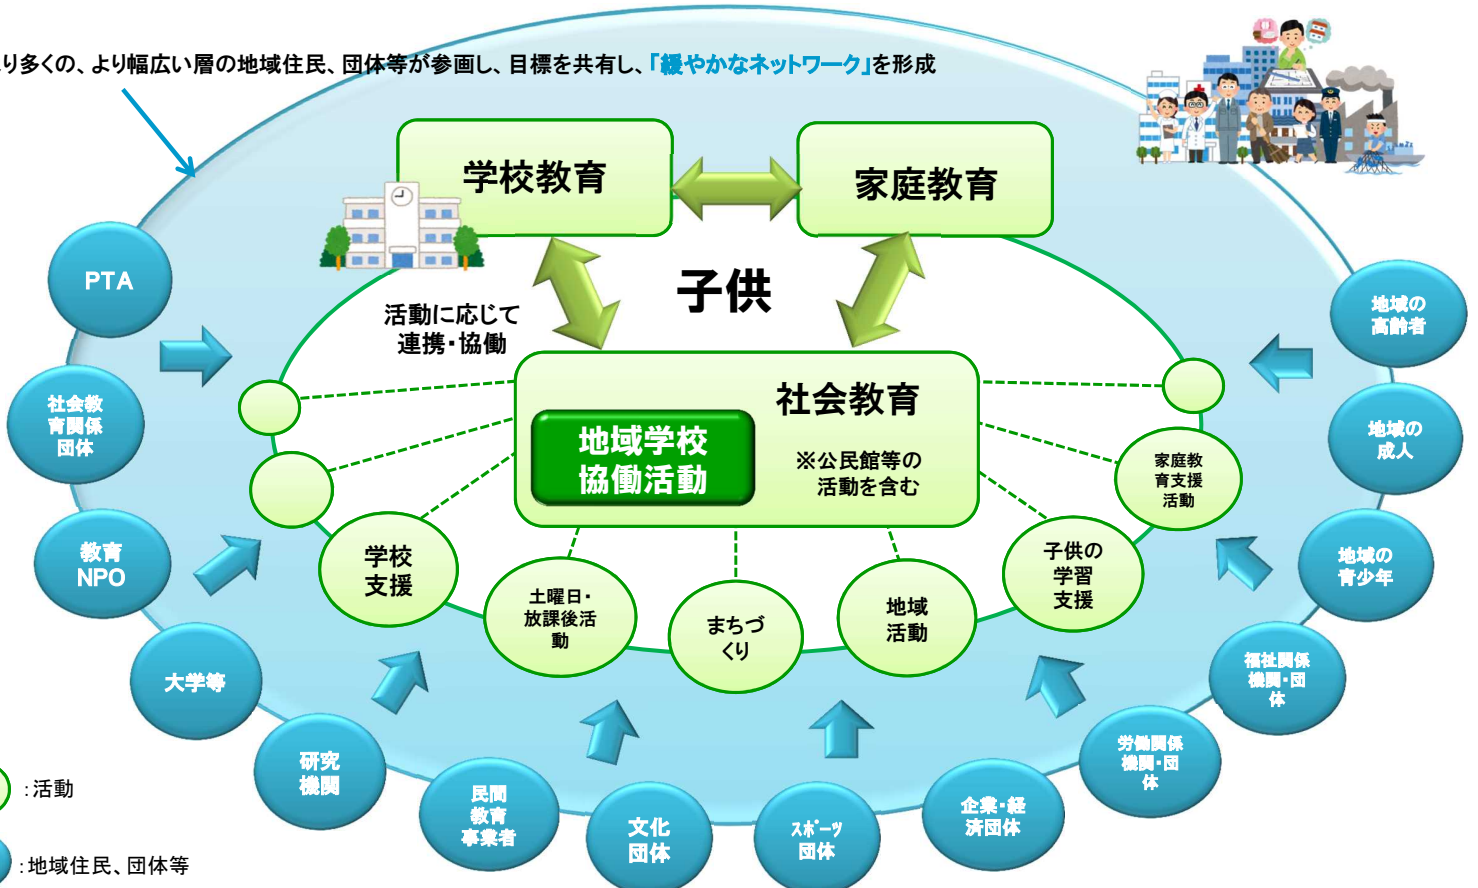 り多くの、より幅広い層の地域住民、団体等が参画し、目標を共有し、「緩やかなネットワーク」を形成
学校教育
家庭教育
子供
活動に応じて
連携・協働
社会教育
地域学校
協働活動
※公民館等の
活動を含む
学校
支援
土曜日・
放課後活
動
まちづ
くり
地域
活動
子供の
学習
支援
家庭教
育支援
活動
PTA
社会教
育関係
団体
教育
NPO
大学等
研究
機関
民間
教育
事業者
文化
団体
スポーツ
団体
企業・経
済団体
労働関係
機関・団
体
福祉関係
機関・団
体
地域の
青少年
地域の
成人
地域の
高齢者
:活動
:地域住民、団体等